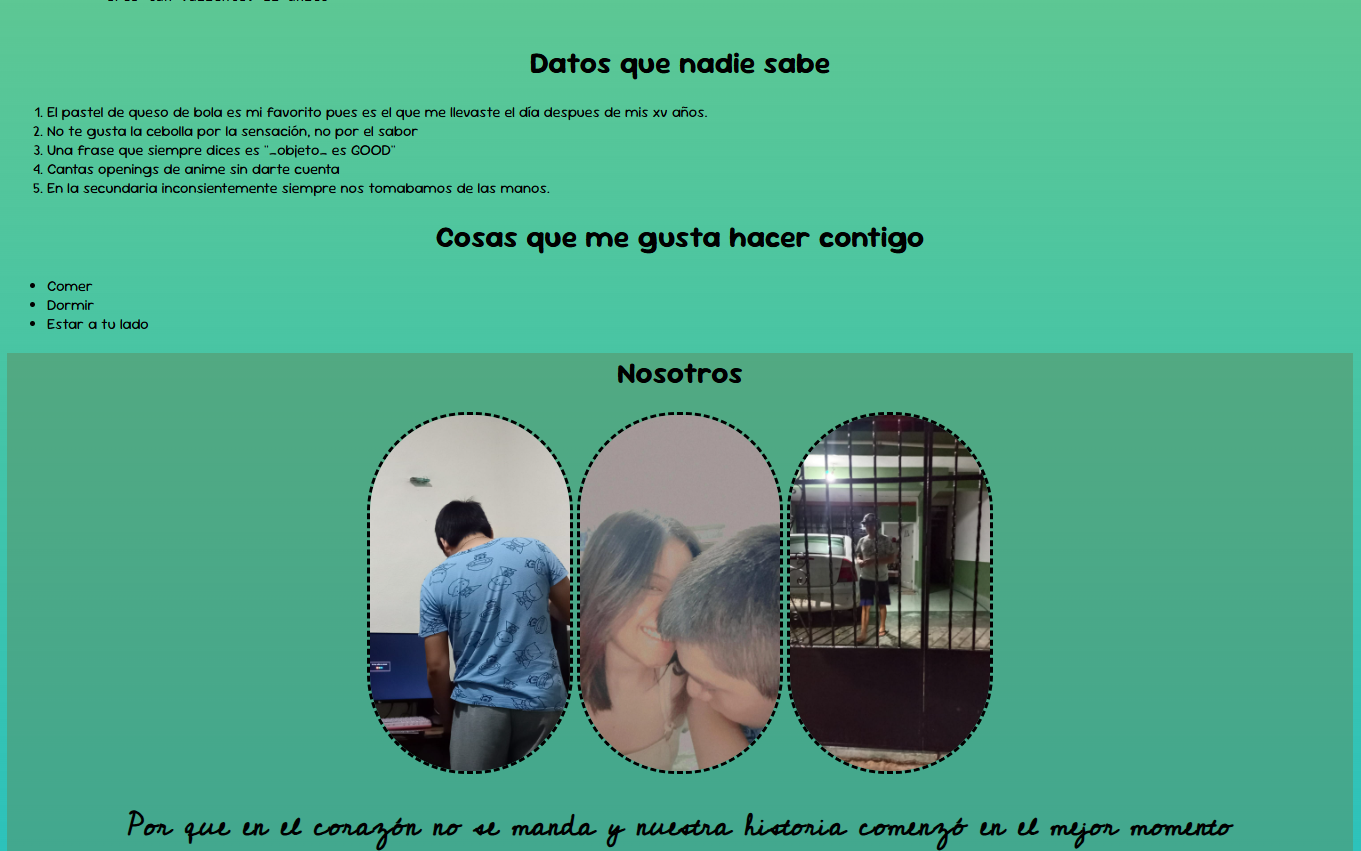 Datos que nadie sabe
1. El pastel de queso de bola es mi favorito pues es el que me llevaste el día despues de mis xv años.
2. No te gusta la cebolla por la sensación, no por el sabor
3. Una frase que siempre dices es "_objeto_ es GOOD"
4. Cantas openings de anime sin darte cuenta
5. En la secundaria inconsientemente siempre nos tomabamos de las manos.
Cosas que me gusta hacer contigo
• Comer
• Dormir
• Estar a tu lado
Nosotros
Por que en el corazón no se manda y nuestra historia comenzó en el mejor momento